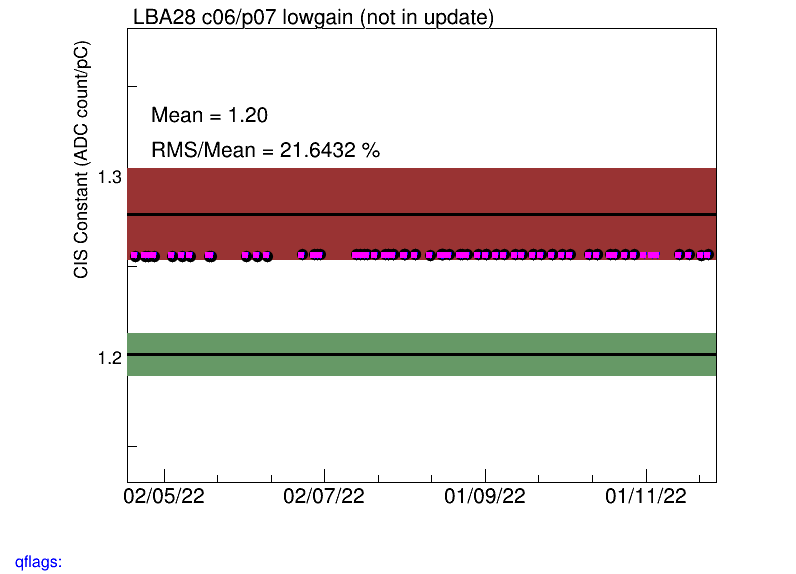 LBA28 c06/p07 lowgain (not in update)
CIS Constant (ADC count/pC)
Mean = 1.20
RMS/Mean = 21.6432 %
1.3
1.2
02/05/22 02/07/22 01/09/22 01/11/22
qflags: